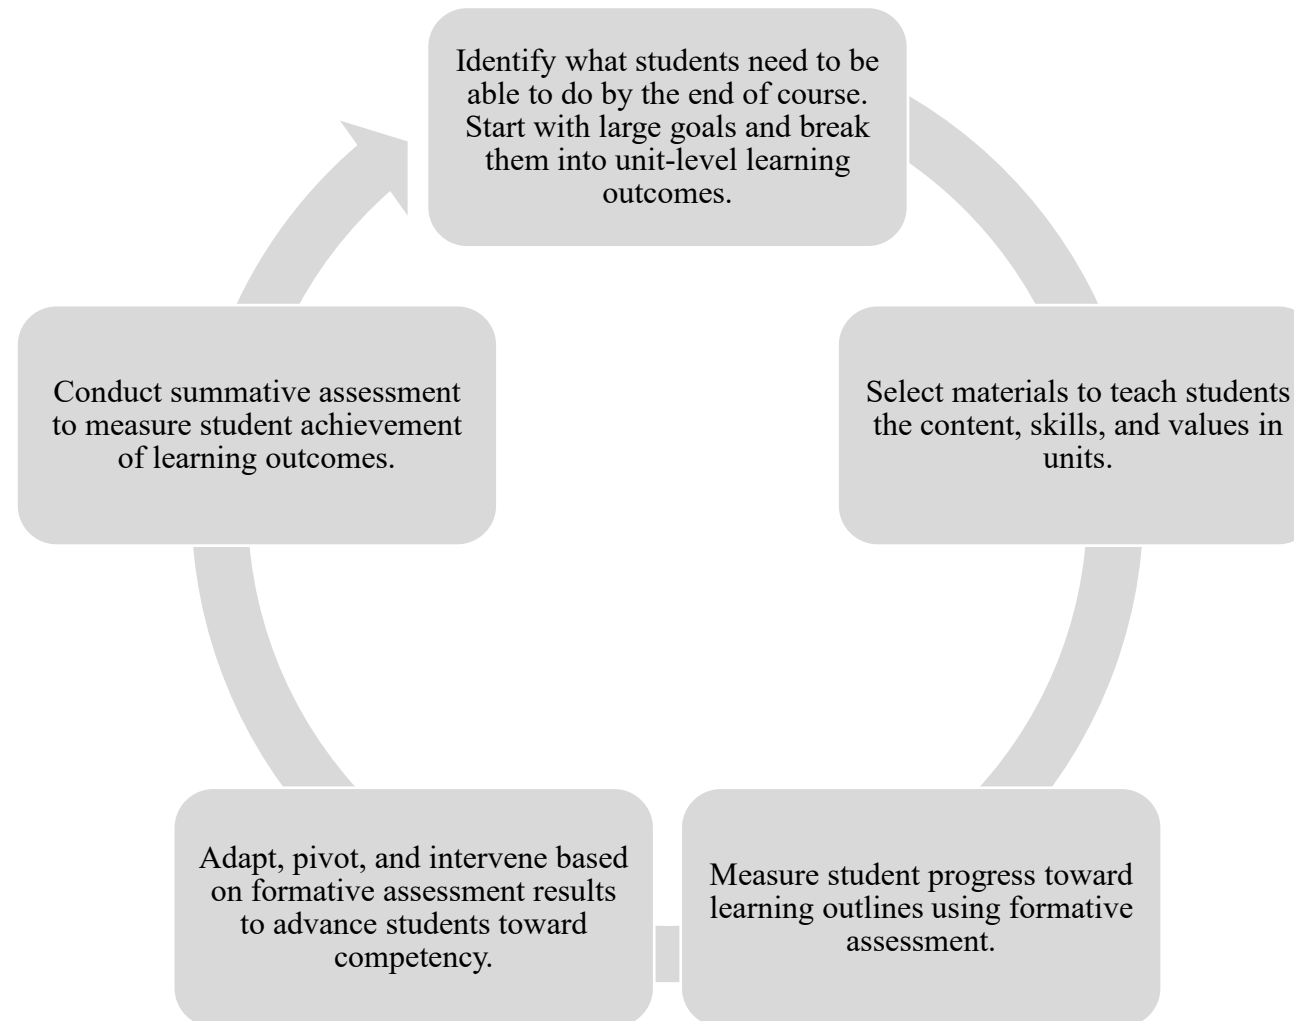 Identify what students need to be
able to do by the end of course.
Start with large goals and break
them into unit-level learning
outcomes.
Select materials to teach students
the content, skills, and values in
units.
Measure student progress toward
learning outlines using formative
assessment.
Adapt, pivot, and intervene based
on formative assessment results
to advance students toward
competency.
Conduct summative assessment
to measure student achievement
of learning outcomes.